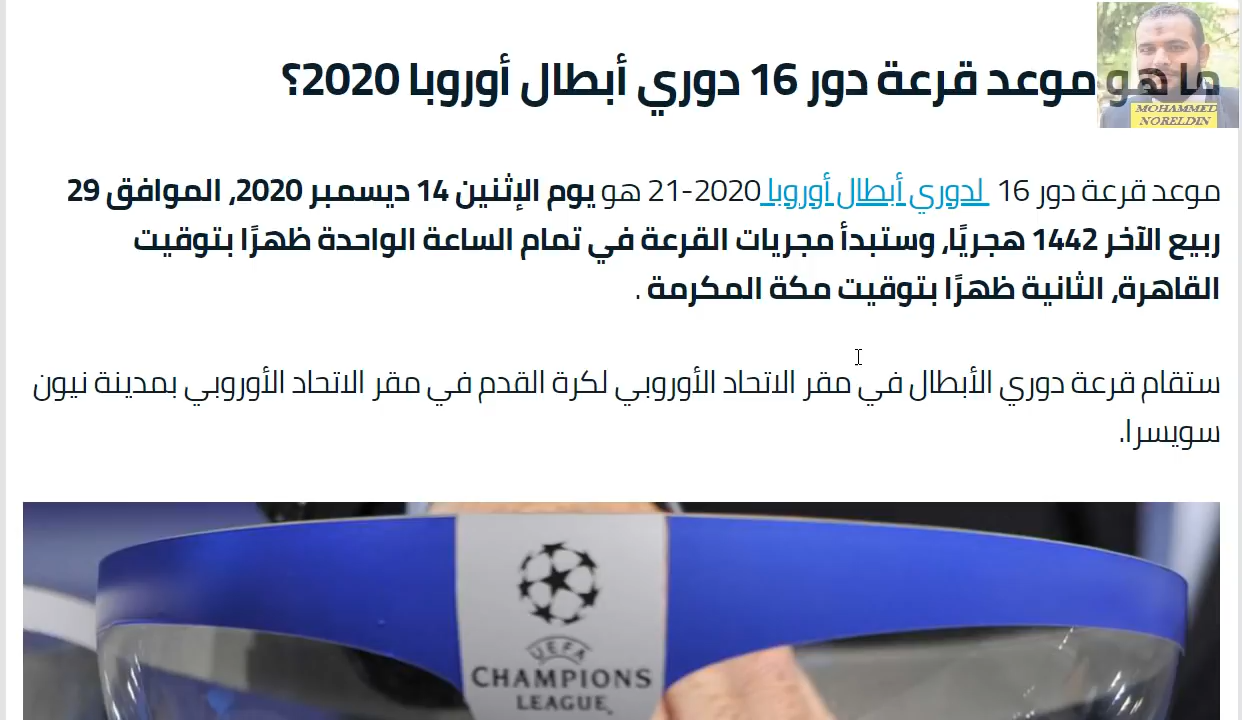 ما هو موعد قرعة دور 16 دوري أبطال أوروبا 2020؟
MOHAMMED
NORELDIN
موعد قرعة دور 16 لدوري أبطال أوروبا 2020-21 هو يوم الإثنين 14 ديسمبر 2020، الموافق 29
ربيع الآخر 1442 هجريًا، وستبدأ مجريات القرعة في تمام الساعة الواحدة ظهرًا بتوقيت
القاهرة، الثانية ظهرًا بتوقيت مكة المكرمة .
ستقام قرعة دوري الأبطال في مقر الاتحاد الأوروبي لكرة القدم في مقر الاتحاد الأوروبي بمدينة نيون
سويسرا.
UEFA
CHAMPIONS
LEAGUE